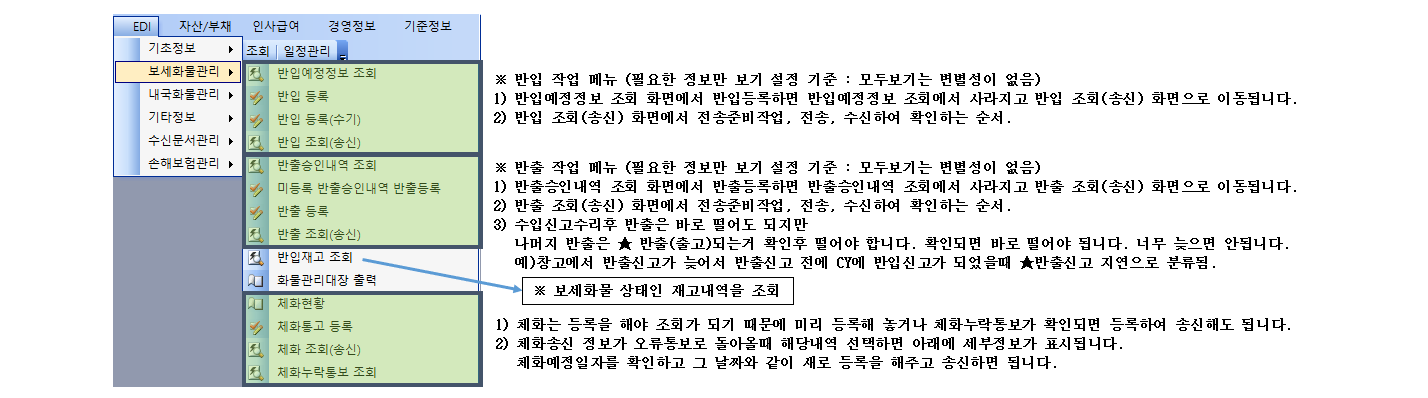 EDI 자산/부채 인사급여 경영정보 기준정보
기초정보
보세화물관리
내국화물관리
기타정보
수신문서관리
손해보험관리
조회 일정관리
반입예정정보 조회
반입 등록
반입 등록(수기)
반입 조회(송신)
반출승인내역 조회
미등록 반출승인내역 반출등록
반출 등록
반출 조회(송신)
반입재고 조회
화물관리대장 출력
체화현황
체화통고 등록
체화 조회(송신)
체화누락통보 조회
※ 반입 작업 메뉴 (필요한 정보만 보기 설정 기준 : 모두보기는 변별성이 없음)
1) 반입예정정보 조회 화면에서 반입등록하면 반입예정정보 조회에서 사라지고 반입 조회(송신) 화면으로 이동됩니다.
2) 반입 조회(송신) 화면에서 전송준비작업, 전송, 수신하여 확인하는 순서.
※ 반출 작업 메뉴 (필요한 정보만 보기 설정 기준 : 모두보기는 변별성이 없음)
1) 반출승인내역 조회 화면에서 반출등록하면 반출승인내역 조회에서 사라지고 반출 조회(송신) 화면으로 이동됩니다.
2) 반출 조회(송신) 화면에서 전송준비작업, 전송, 수신하여 확인하는 순서.
3) 수입신고수리후 반출은 바로 떨어도 되지만
나머지 반출은 ★ 반출(출고)되는거 확인후 떨어야 합니다. 확인되면 바로 떨어야 됩니다. 너무 늦으면 안됩니다.
예)창고에서 반출신고가 늦어서 반출신고 전에 CY에 반입신고가 되었을때 ★반출신고 지연으로 분류됨.
※ 보세화물 상태인 재고내역을 조회
1) 체화는 등록을 해야 조회가 되기 때문에 미리 등록해 놓거나 체화누락통보가 확인되면 등록하여 송신해도 됩니다.
2) 체화송신 정보가 오류통보로 돌아올때 해당내역 선택하면 아래에 세부정보가 표시됩니다.
체화예정일자를 확인하고 그 날짜와 같이 재로 등록을 해주고 송신하면 됩니다.